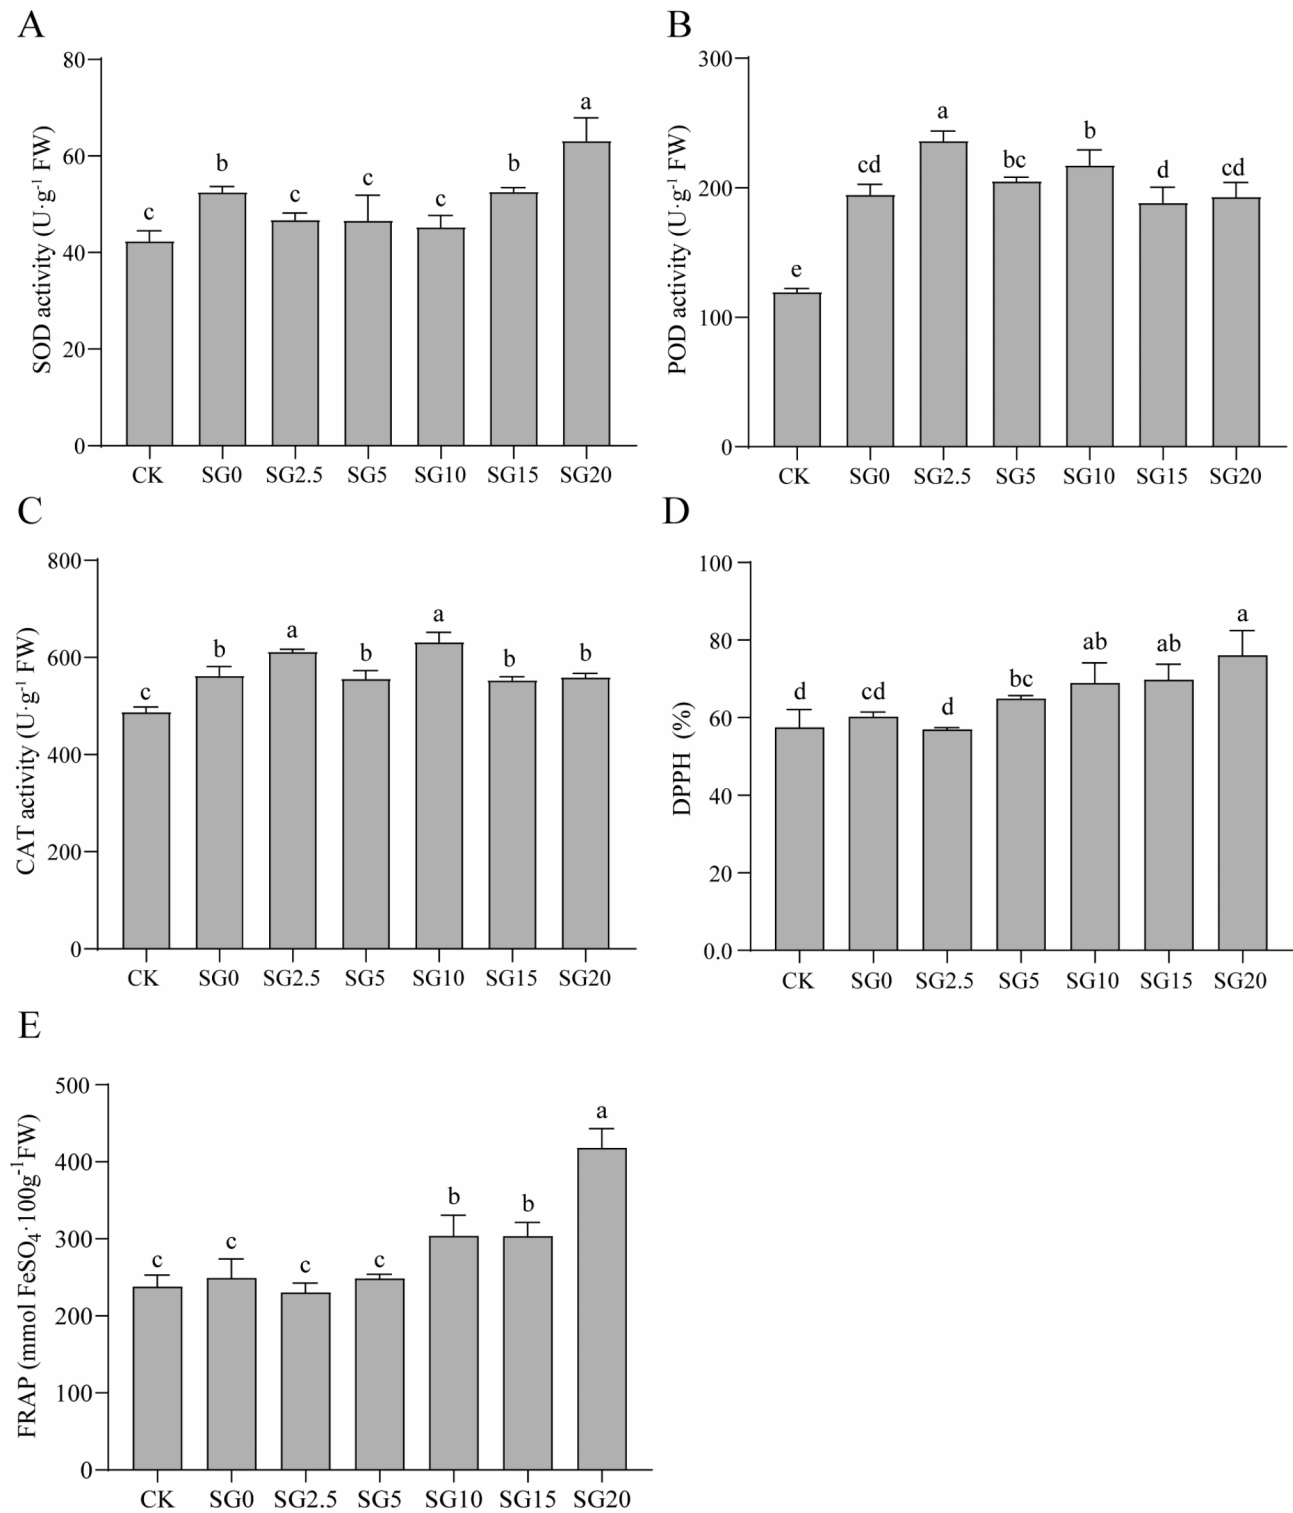 A
SOD activity (U·g⁻¹ FW)
80
60
40
20
0
c
b
c
c
c
b
a
CK SG0 SG2.5 SG5 SG10 SG15 SG20
B
POD activity (U·g⁻¹ FW)
300
200
100
0
e
cd
a
bc
b
d
cd
CK SG0 SG2.5 SG5 SG10 SG15 SG20
C
CAT activity (U·g⁻¹ FW)
800
600
400
200
0
c
b
a
b
a
b
b
CK SG0 SG2.5 SG5 SG10 SG15 SG20
D
DPPH (%)
100
80
60
40
20
0.0
d
cd
d
bc
ab
ab
a
CK SG0 SG2.5 SG5 SG10 SG15 SG20
E
FRAP (mmol FeSO₄·100g⁻¹FW)
500
400
300
200
100
0
c
c
c
c
b
b
a
CK SG0 SG2.5 SG5 SG10 SG15 SG20